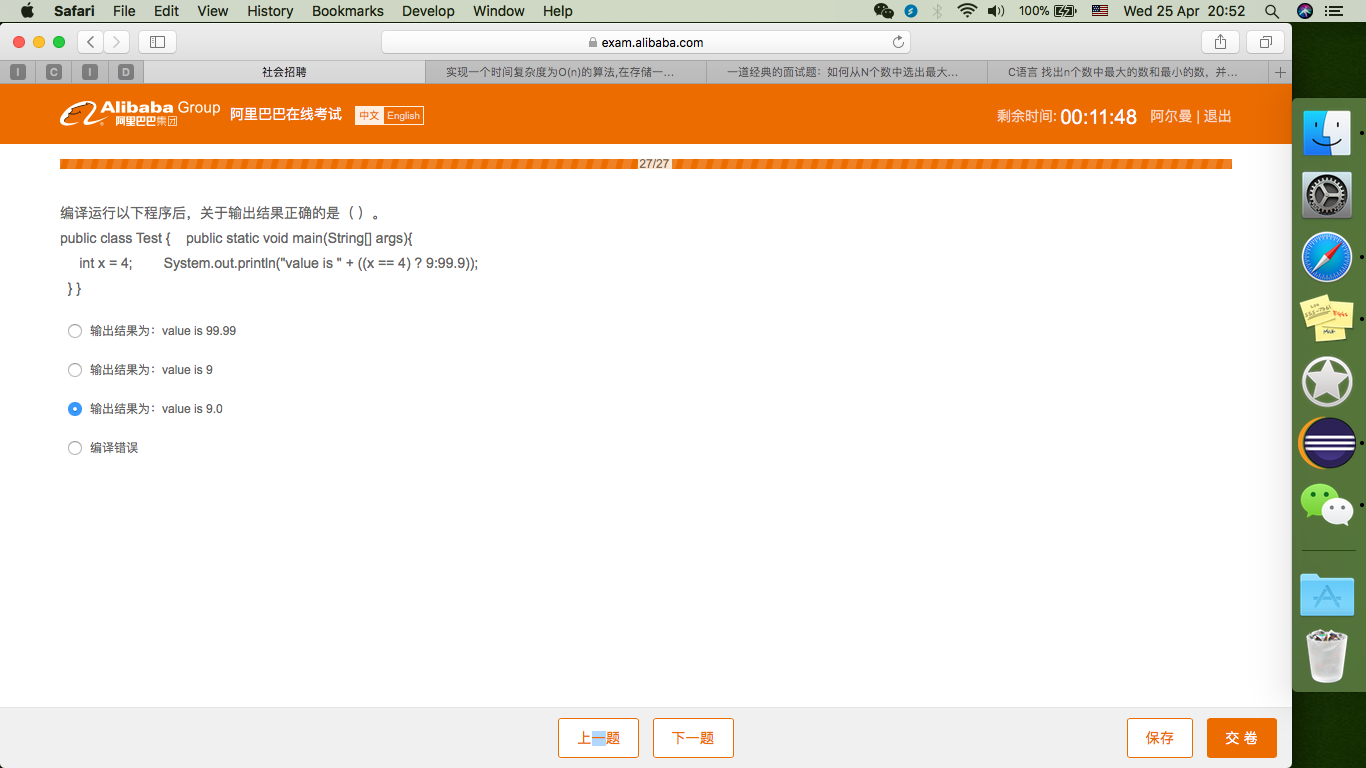 Safari File Edit View History Bookmarks Develop Window Help 100% Wed 25 Apr 20:52
exam.alibaba.com
I C I D 社会招聘 实现一个时间复杂度为O(n)的算法,在存储一... 一道经典的面试题：如何从N个数中选出最大... C语言 找出n个数中最大的数和最小的数，并...
Alibaba Group 阿里巴巴集团 阿里巴巴在线考试 中文 English 剩余时间: 00:11:48 阿尔曼 | 退出
27/27
编译运行以下程序后，关于输出结果正确的是（ ）。
public class Test { public static void main(String[] args){
int x = 4; System.out.println("value is " + ((x == 4) ? 9:99.9));
} }
输出结果为：value is 99.99
输出结果为：value is 9
输出结果为：value is 9.0
编译错误
上一题 下一题 保存 交 卷